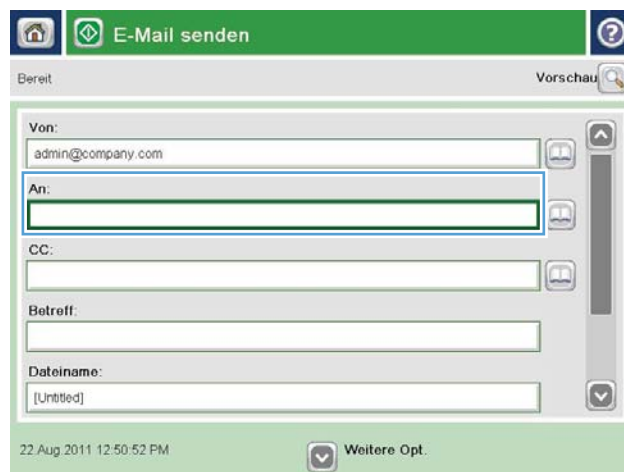 E-Mail senden
Bereit
Vorschau
Von:
admin@company.com
An:
CC:
Betreff:
Dateiname:
[Untitled]
22 Aug 2011 12:50:52 PM
Weitere Opt.